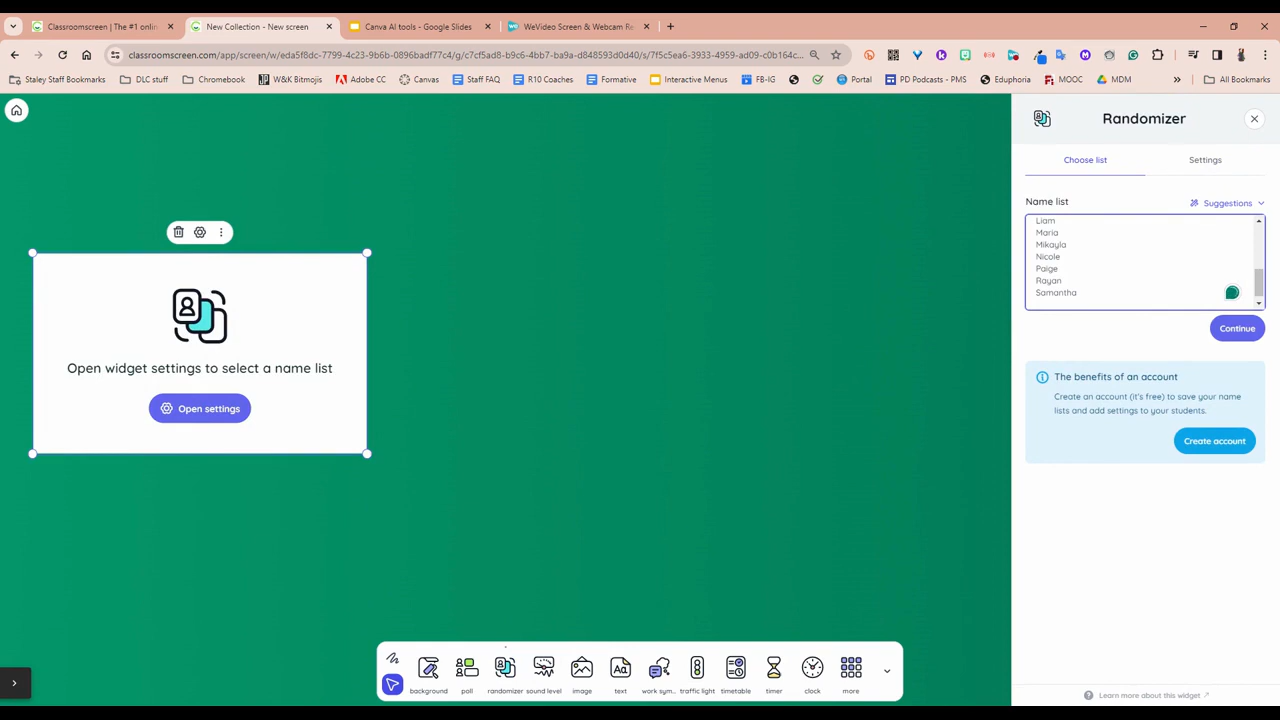 Classroomscreen | The #1 onlin
New Collection - New screen
Canva AI tools - Google Slides
WeVideo Screen & Webcam Re
classroomscreen.com/app/screen/w/eda5f8dc-7799-4c23-9b6b-0896badf77c4/g/c7cf5ad8-b9c6-4bb7-ba9a-d848593d0d40/s/7f5c5ea6-3933-4959-ad09-c0b164c...
Staley Staff Bookmarks
DLC stuff
Chromebook
W&K Bitmojis
Adobe CC
Canvas
Staff FAQ
R10 Coaches
Formative
Interactive Menus
FB-IG
Portal
PD Podcasts - PMS
Eduphoria
MOOC
MDM
All Bookmarks
Randomizer
Choose list
Settings
Name list
Suggestions
Liam
Maria
Mikayla
Nicole
Paige
Rayan
Samantha
Continue
The benefits of an account
Create an account (it's free) to save your name
lists and add settings to your students.
Create account
Open widget settings to select a name list
Open settings
background
poll
randomizer
sound level
image
text
work sym...
traffic light
timetable
timer
clock
more
Learn more about this widget